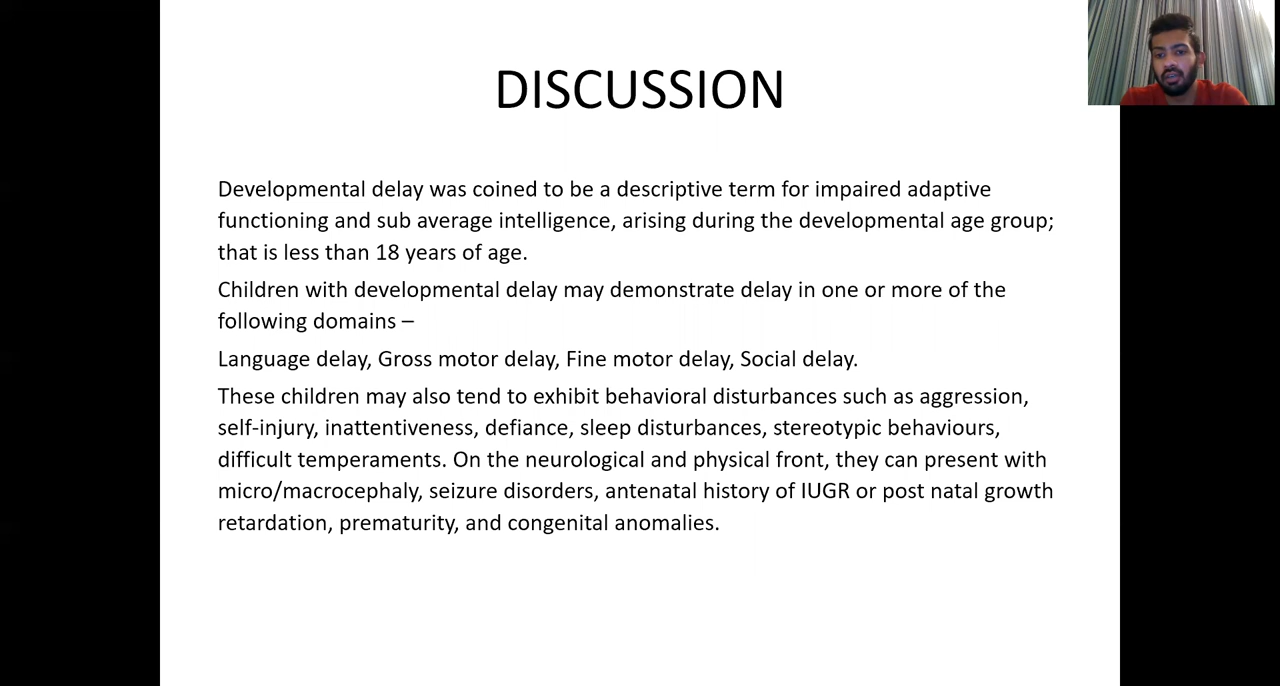 DISCUSSION
Developmental delay was coined to be a descriptive term for impaired adaptive
functioning and sub average intelligence, arising during the developmental age group;
that is less than 18 years of age.
Children with developmental delay may demonstrate delay in one or more of the
following domains –
Language delay, Gross motor delay, Fine motor delay, Social delay.
These children may also tend to exhibit behavioral disturbances such as aggression,
self-injury, inattentiveness, defiance, sleep disturbances, stereotypic behaviours,
difficult temperaments. On the neurological and physical front, they can present with
micro/macrocephaly, seizure disorders, antenatal history of IUGR or post natal growth
retardation, prematurity, and congenital anomalies.